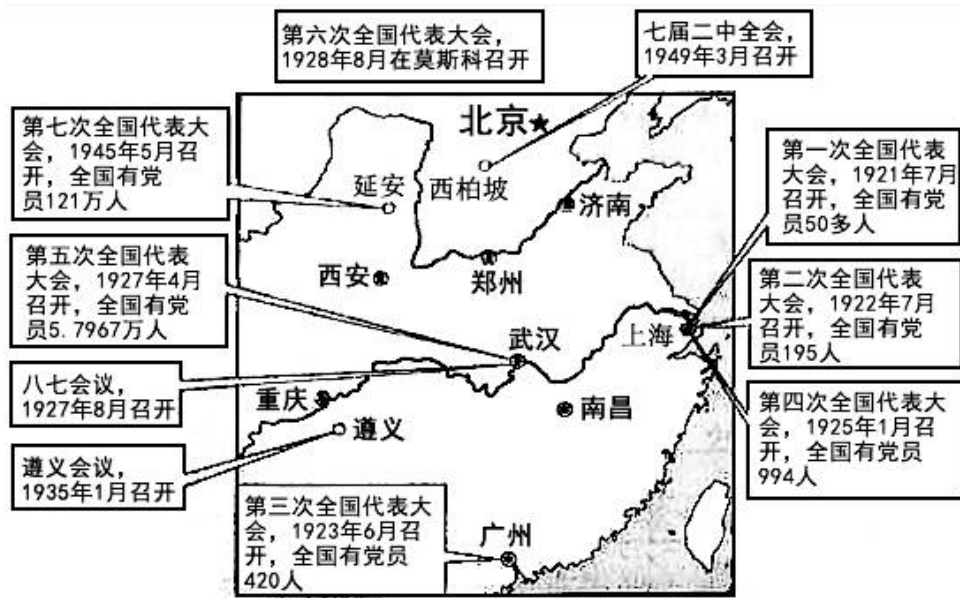 第六次全国代表大会，
1928年8月在莫斯科召开
七届二中全会，
1949年3月召开
第七次全国代表大
会，1945年5月召
开，全国有党
员121万人
第五次全国代表
大会，1927年4月
召开，全国有党
员5.7967万人
八七会议，
1927年8月召开
遵义会议，
1935年1月召开
第三次全国代表大
会，1923年6月召
开，全国有党员
420人
第一次全国代表
大会，1921年7月
召开，全国有党
员50多人
第二次全国代表
大会，1922年7月
召开，全国有党
员195人
第四次全国代表大
会，1925年1月召
开，全国有党员
994人
北京
延安
西柏坡
济南
西安
郑州
武汉
上海
重庆
南昌
遵义
广州